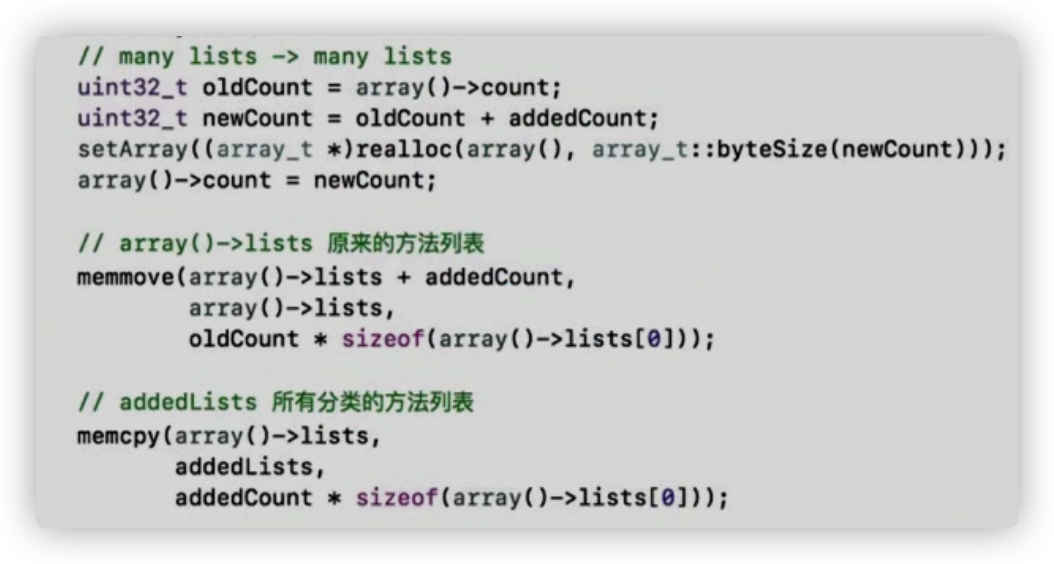 // many lists -> many lists
uint32_t oldCount = array()->count;
uint32_t newCount = oldCount + addedCount;
setArray((array_t *)realloc(array(), array_t::byteSize(newCount)));
array()->count = newCount;
// array()->lists 原来的方法列表
memmove(array()->lists + addedCount,
array()->lists,
oldCount * sizeof(array()->lists[0]));
// addedLists 所有分类的方法列表
memcpy(array()->lists,
addedLists,
addedCount * sizeof(array()->lists[0]));